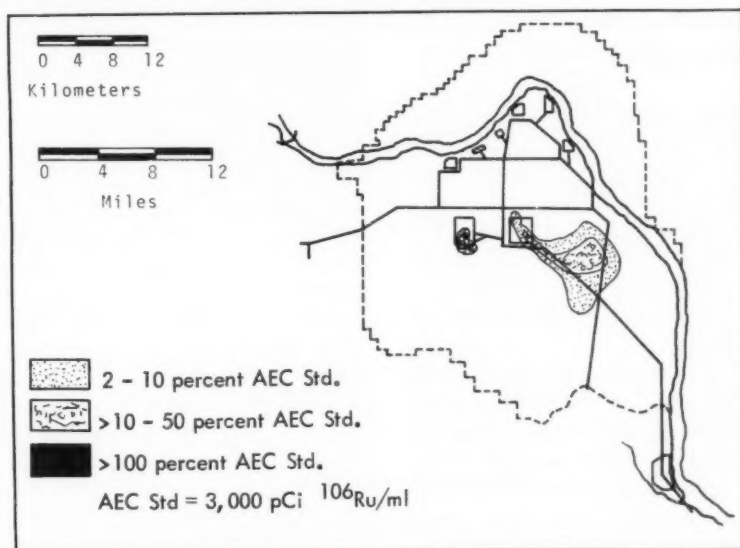 0 4 8 12
Kilometers
0 4 8 12
Miles
2 - 10 percent AEC Std.
>10 - 50 percent AEC Std.
>100 percent AEC Std.
AEC Std = 3,000 pCi ¹⁰⁶Ru/ml